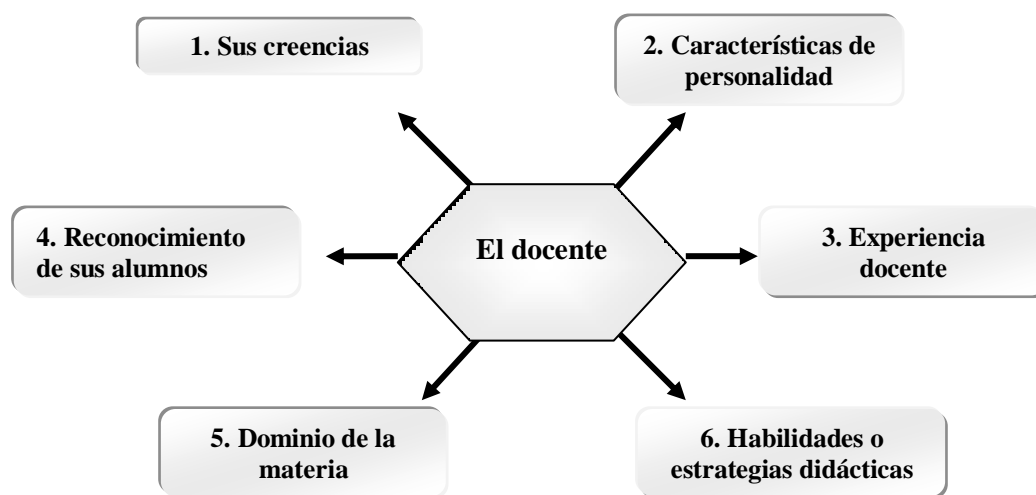 1. Sus creencias
2. Características de
personalidad
El docente
4. Reconocimiento
de sus alumnos
3. Experiencia
docente
5. Dominio de la
materia
6. Habilidades o
estrategias didácticas